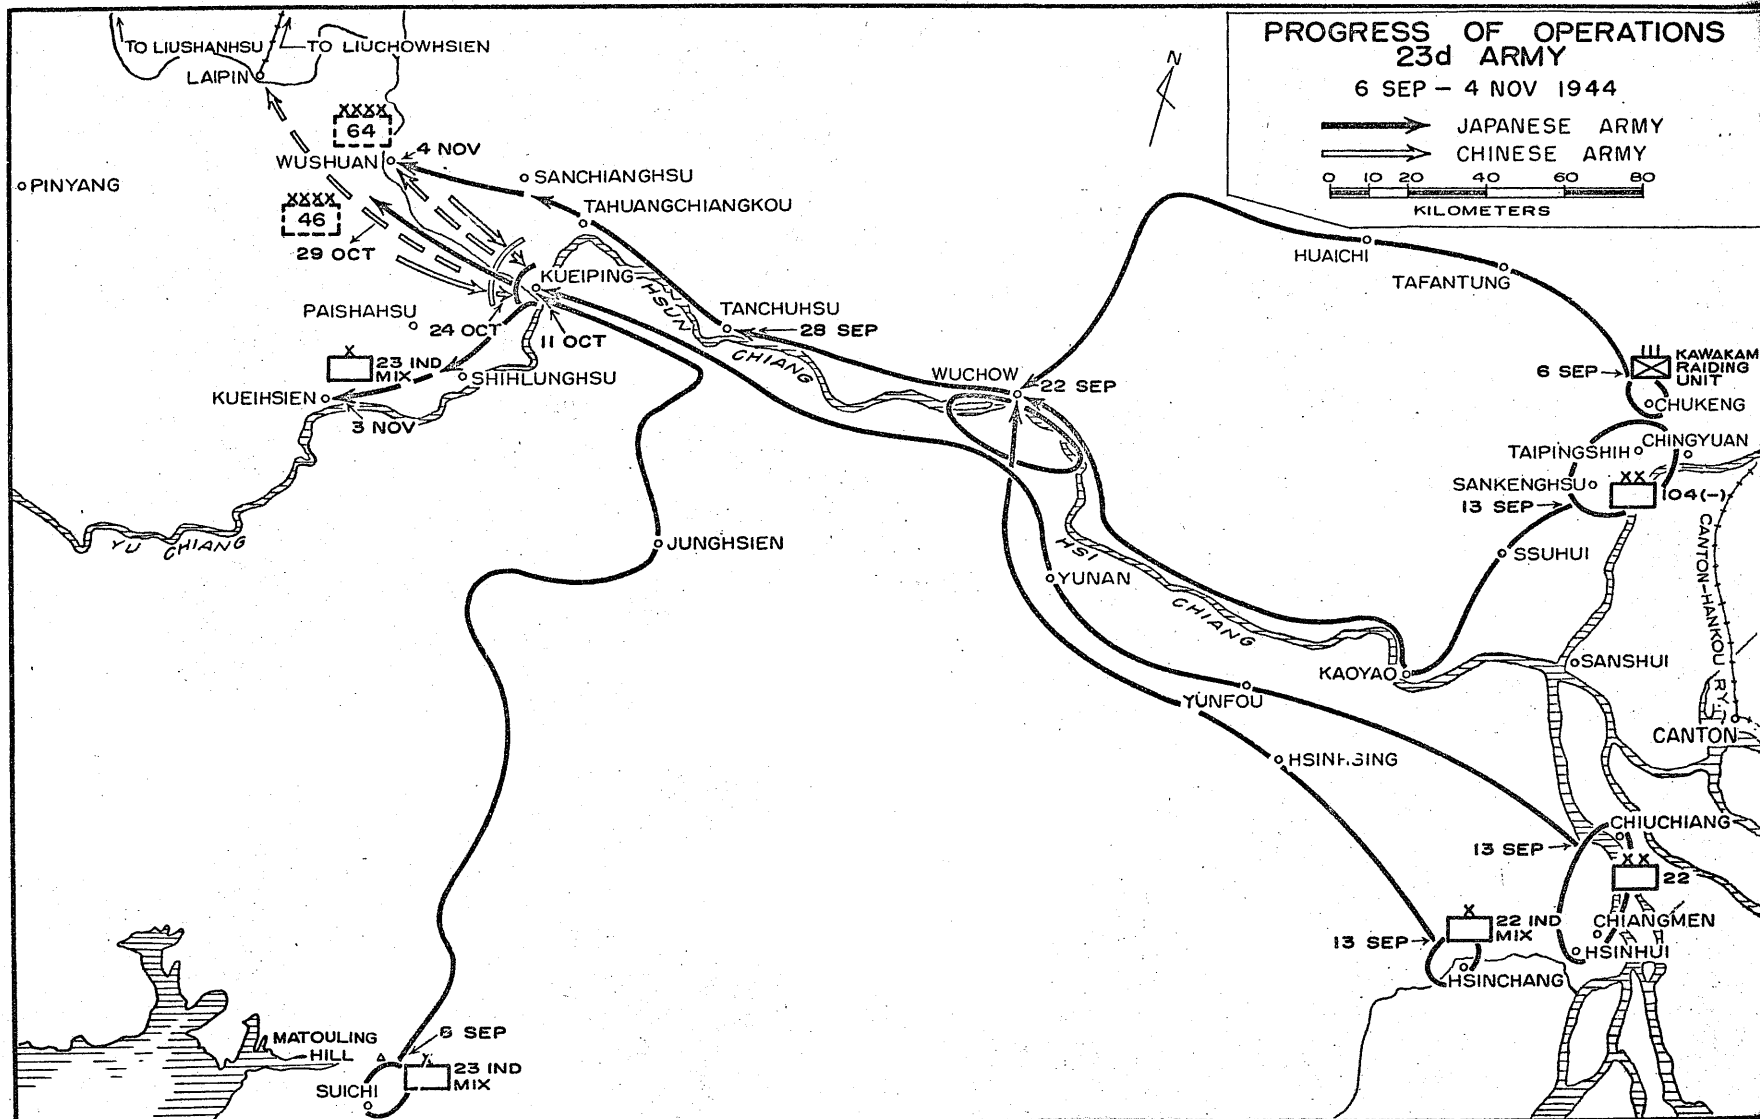 PROGRESS OF OPERATIONS
23d ARMY
6 SEP – 4 NOV 1944
JAPANESE ARMY
CHINESE ARMY
0 10 20 40 60 80
KILOMETERS
N
TO LIUSHANHSU
TO LIUCHOWHSIEN
LAIPIN
XXXX
64
WUSHUAN
4 NOV
PINYANG
SANCHIANGHSU
XXXX
46
TAHUANGCHIANGKOU
29 OCT
KUEIPING
HSUN
CHIANG
PAISHAHSU
24 OCT
11 OCT
TANCHUHSU
28 SEP
X
23 IND
MIX
SHIHLUNGHSU
KUEIHSIEN
3 NOV
YU CHIANG
WUCHOW
22 SEP
HUAICHI
TAFANTUNG
6 SEP
III
KAWAKAM
RAIDING
UNIT
CHUKENG
CHINGYUAN
TAIPINGSHIH
SANKENGHSU
XX
104(-)
13 SEP
SSUHUI
CANTON-HANKOU RY.
JUNGHSIEN
YUNAN
HSI
CHIANG
KAOYAO
SANSHUI
YUNFOU
CANTON
HSINHSING
CHIUCHIANG
13 SEP
XX
22
CHIANGMEN
HSINHUI
X
22 IND
MIX
13 SEP
HSINCHANG
MATOULING
HILL
6 SEP
X
23 IND
MIX
SUICHI